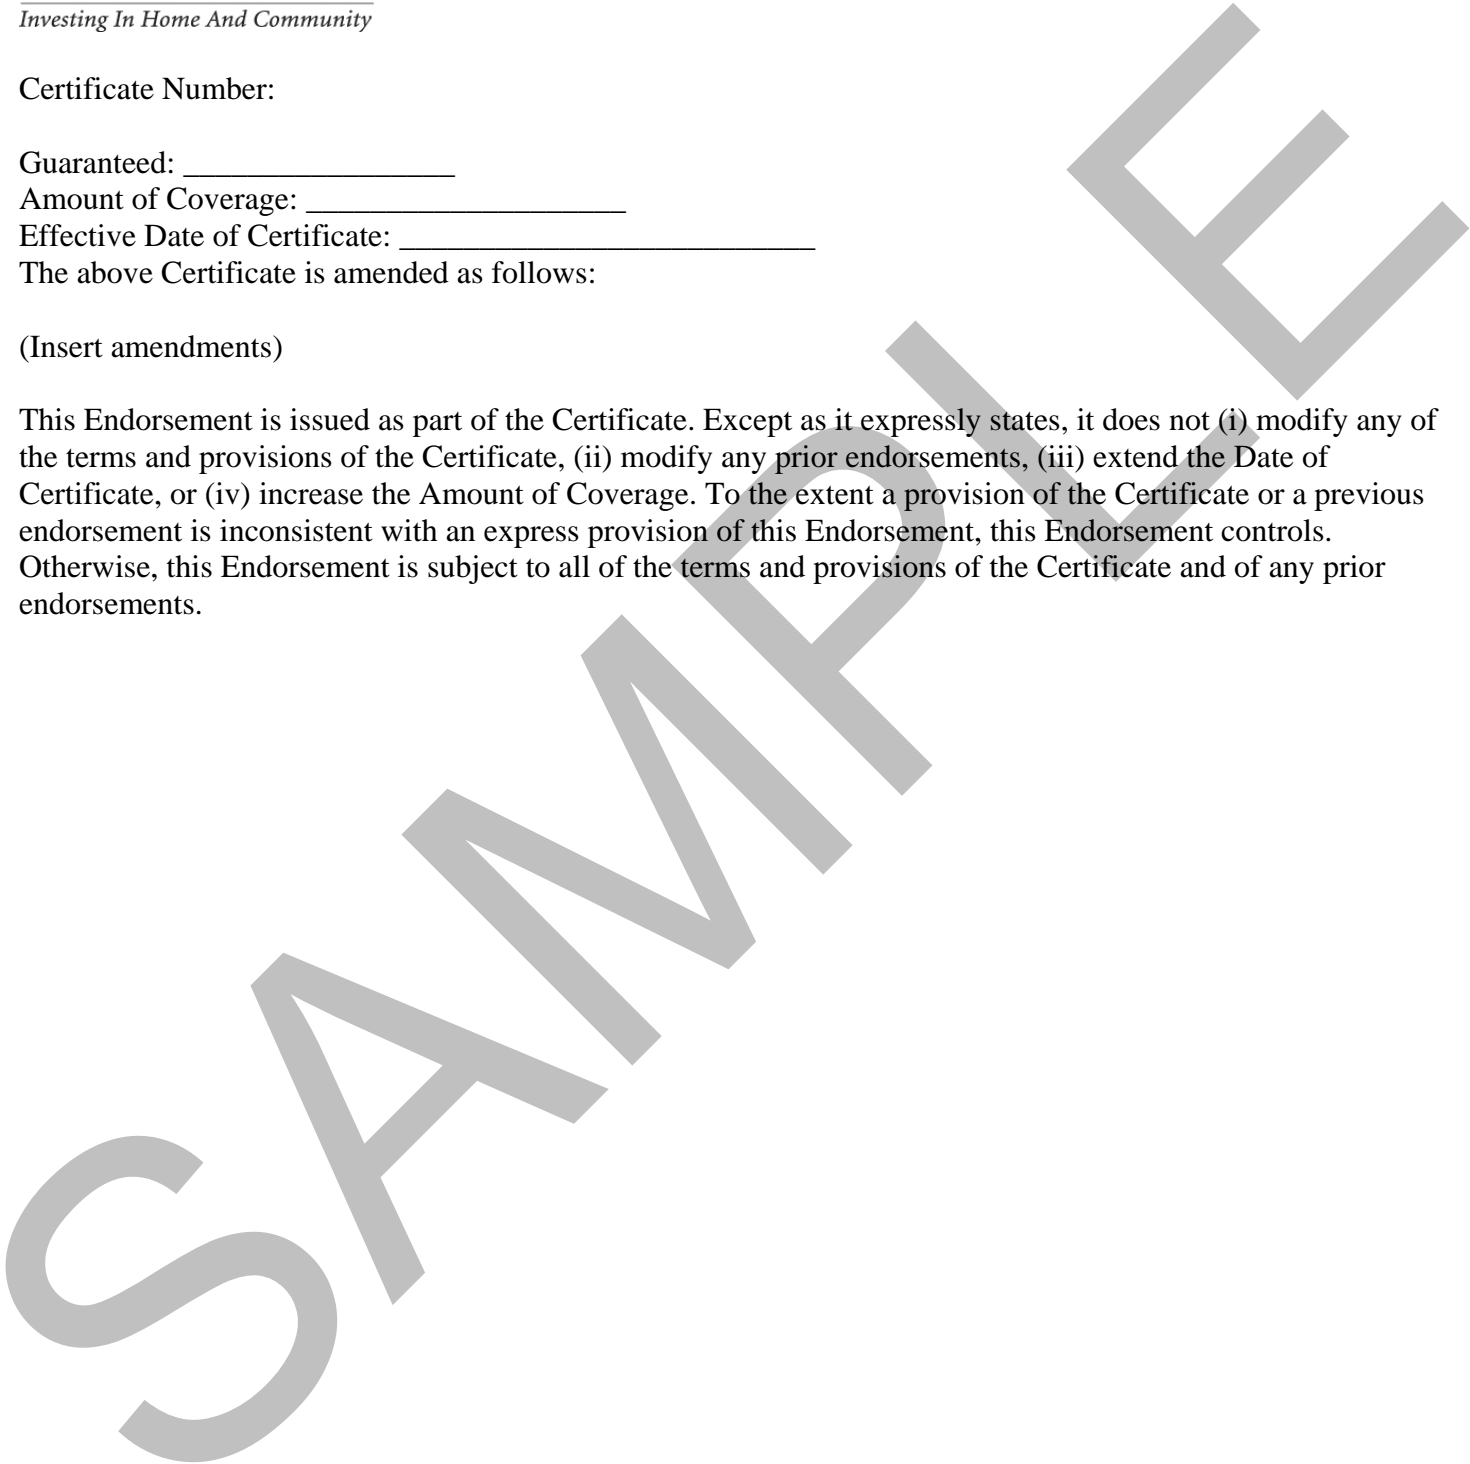 Investing In Home And Community
Certificate Number:
Guaranteed: _________________
Amount of Coverage: ____________________
Effective Date of Certificate: __________________________
The above Certificate is amended as follows:
(Insert amendments)
This Endorsement is issued as part of the Certificate. Except as it expressly states, it does not (i) modify any of
the terms and provisions of the Certificate, (ii) modify any prior endorsements, (iii) extend the Date of
Certificate, or (iv) increase the Amount of Coverage. To the extent a provision of the Certificate or a previous
endorsement is inconsistent with an express provision of this Endorsement, this Endorsement controls.
Otherwise, this Endorsement is subject to all of the terms and provisions of the Certificate and of any prior
endorsements.
SAMPLE